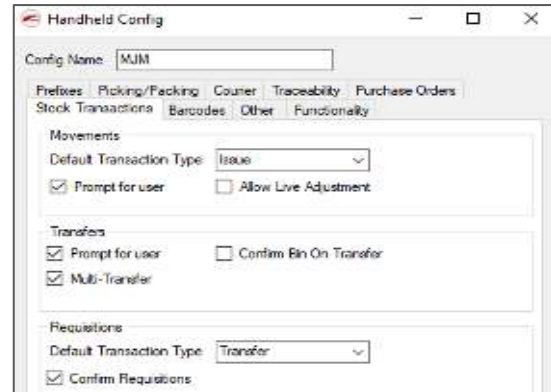 Handheld Config
Config Name MJM
Prefixes Picking/Packing Courier Traceability Purchase Orders
Stock Transactions Barcodes Other Functionality
Movements
Default Transaction Type Issue
Prompt for user Allow Live Adjustment
Transfers
Prompt for user Confirm Bin On Transfer
Multi-Transfer
Requisitions
Default Transaction Type Transfer
Confirm Requisitions